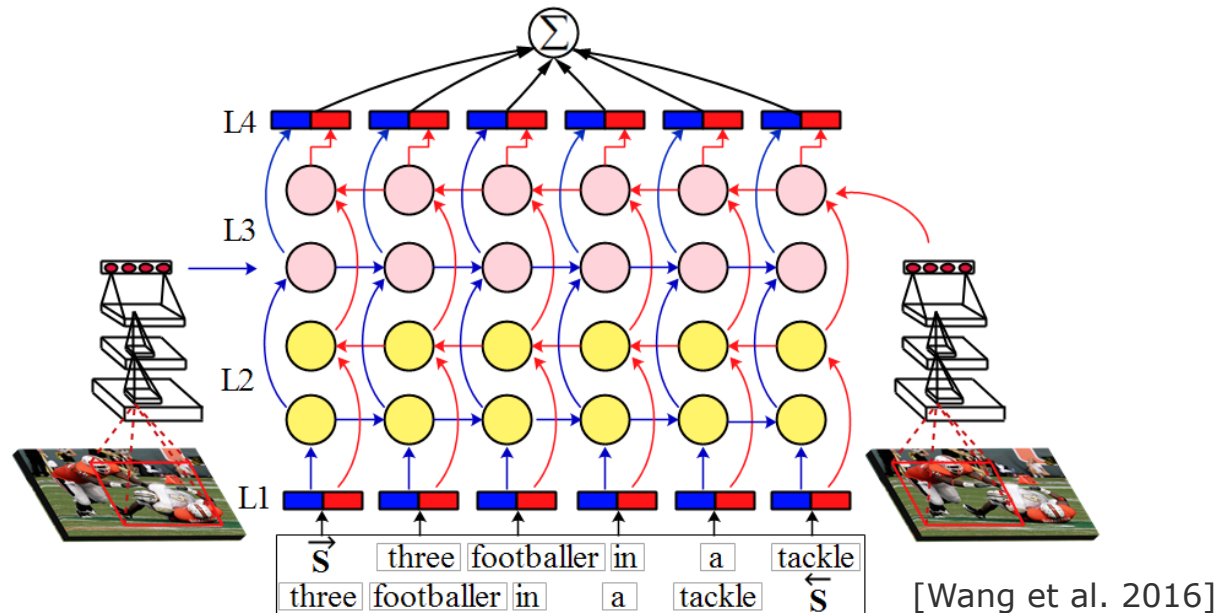 Σ
L4
L3
L2
L1
→S three footballer in a tackle
three footballer in a tackle ←S
[Wang et al. 2016]